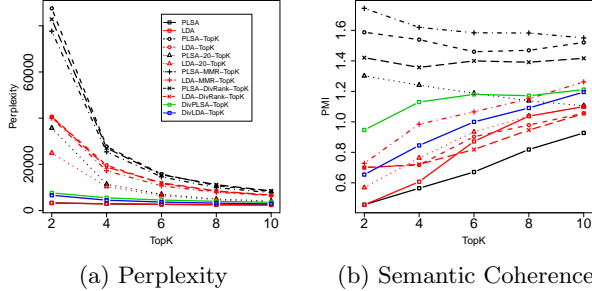 PLSA
LDA
PLSA-TopK
LDA-TopK
PLSA-20-TopK
LDA-20-TopK
PLSA-MMR-TopK
LDA-MMR-TopK
PLSA-DivRank-TopK
LDA-DivRank-TopK
DivPLSA-TopK
DivLDA-TopK
Perplexity
0 20000 60000
2 4 6 8 10
TopK
PMI
0.6 0.8 1.0 1.2 1.4 1.6
2 4 6 8 10
TopK
(a) Perplexity
(b) Semantic Coherence